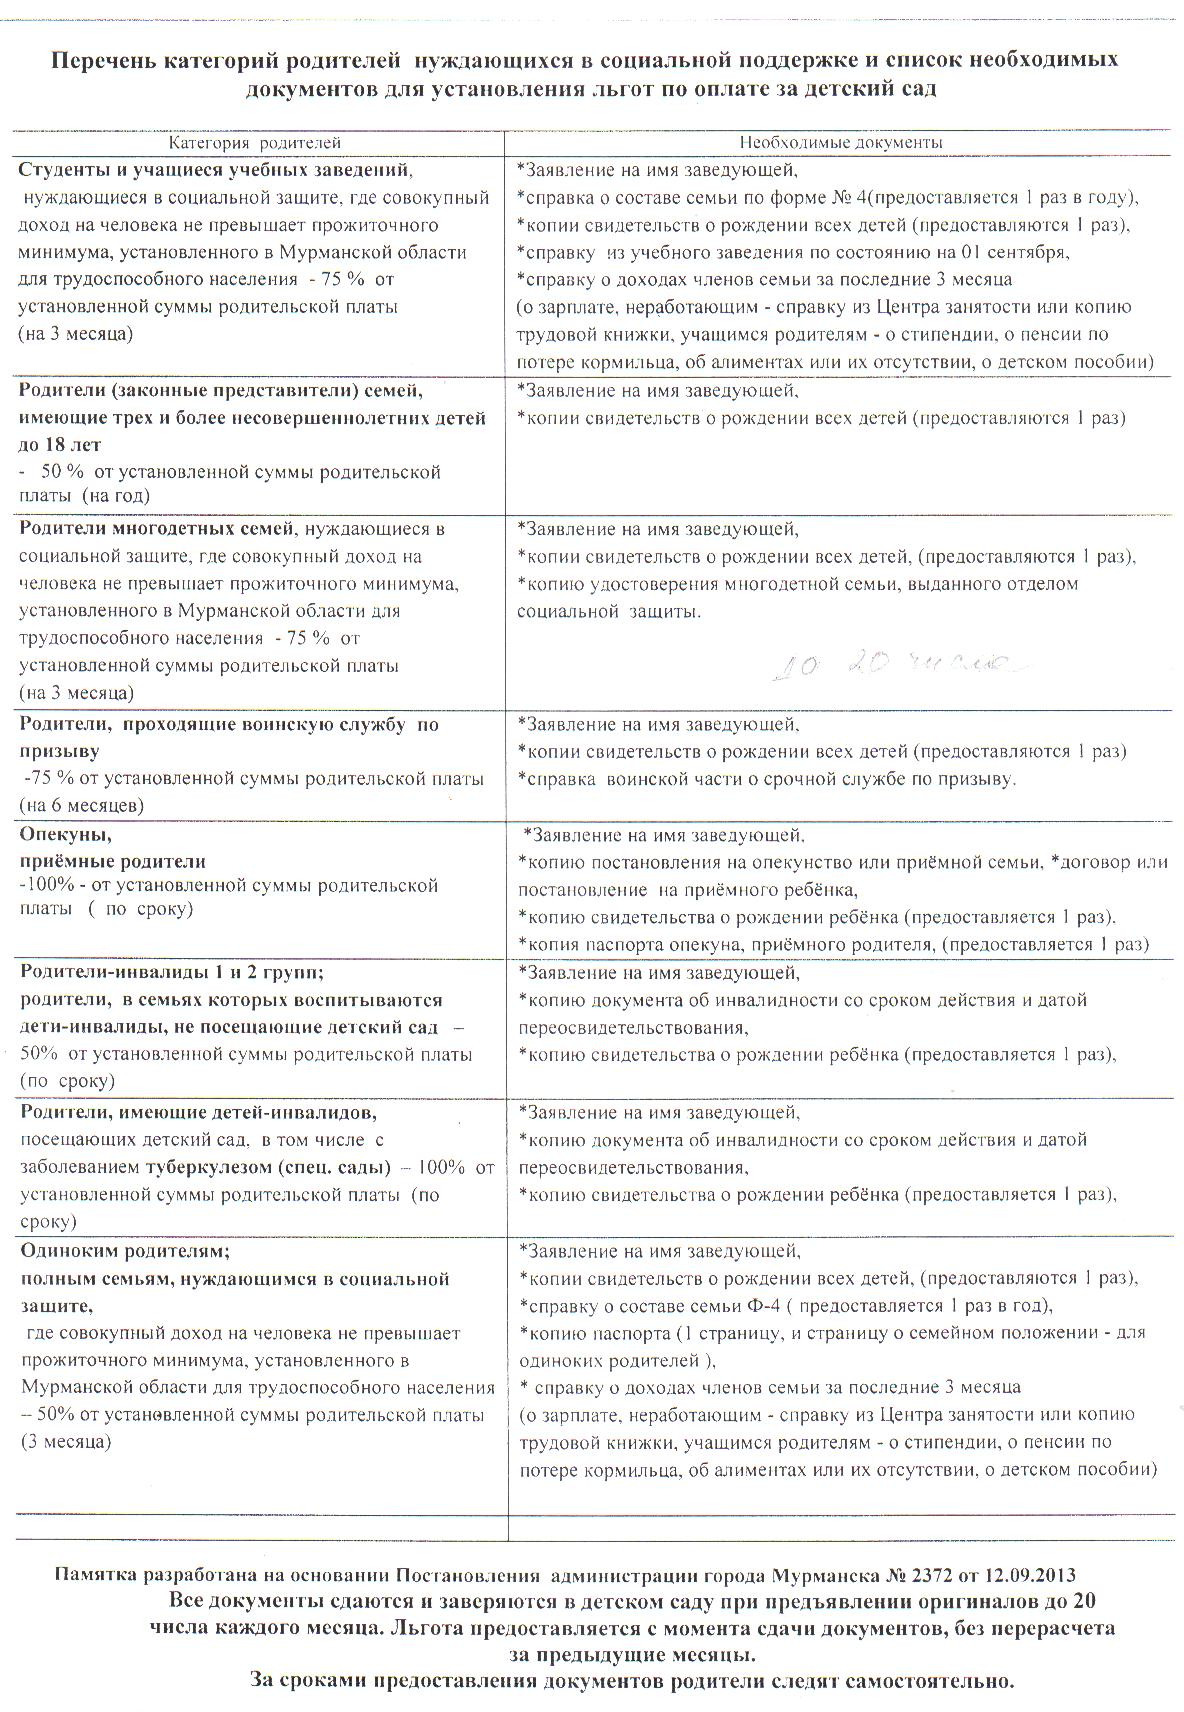 Перечень категорий родителей нуждающихся в социальной поддержке и список необходимых
документов для установления льгот по оплате за детский сад
Категория родителей
Необходимые документы
Студенты и учащиеся учебных заведений,
нуждающиеся в социальной защите, где совокупный
доход на человека не превышает прожиточного
минимума, установленного в Мурманской области
для трудоспособного населения - 75 % от
установленной суммы родительской платы
(на 3 месяца)
*Заявление на имя заведующей,
*справка о составе семьи по форме № 4(предоставляется 1 раз в году),
*копии свидетельств о рождении всех детей (предоставляются 1 раз),
*справку из учебного заведения по состоянию на 01 сентября,
*справку о доходах членов семьи за последние 3 месяца
(о зарплате, неработающим - справку из Центра занятости или копию
трудовой книжки, учащимся родителям - о стипендии, о пенсии по
потере кормильца, об алиментах или их отсутствии, о детском пособии)
Родители (законные представители) семей,
имеющие трех и более несовершеннолетних детей
до 18 лет
- 50 % от установленной суммы родительской
платы (на год)
*Заявление на имя заведующей,
*копии свидетельств о рождении всех детей (предоставляются 1 раз)
Родители многодетных семей, нуждающиеся в
социальной защите, где совокупный доход на
человека не превышает прожиточного минимума,
установленного в Мурманской области для
трудоспособного населения - 75 % от
установленной суммы родительской платы
(на 3 месяца)
*Заявление на имя заведующей,
*копии свидетельств о рождении всех детей, (предоставляются 1 раз),
*копию удостоверения многодетной семьи, выданного отделом
социальной защиты.
до 20 числа
Родители, проходящие воинскую службу по
призыву
-75 % от установленной суммы родительской платы
(на 6 месяцев)
*Заявление на имя заведующей,
*копии свидетельств о рождении всех детей (предоставляются 1 раз)
*справка воинской части о срочной службе по призыву.
Опекуны,
приёмные родители
-100% - от установленной суммы родительской
платы ( по сроку)
*Заявление на имя заведующей,
*копию постановления на опекунство или приёмной семьи, *договор или
постановление на приёмного ребёнка,
*копию свидетельства о рождении ребёнка (предоставляется 1 раз).
*копия паспорта опекуна, приёмного родителя, (предоставляется 1 раз)
Родители-инвалиды 1 и 2 групп;
родители, в семьях которых воспитываются
дети-инвалиды, не посещающие детский сад –
50% от установленной суммы родительской платы
(по сроку)
*Заявление на имя заведующей,
*копию документа об инвалидности со сроком действия и датой
переосвидетельствования,
*копию свидетельства о рождении ребёнка (предоставляется 1 раз),
Родители, имеющие детей-инвалидов,
посещающих детский сад, в том числе с
заболеванием туберкулезом (спец. сады) – 100% от
установленной суммы родительской платы (по
сроку)
*Заявление на имя заведующей,
*копию документа об инвалидности со сроком действия и датой
переосвидетельствования,
*копию свидетельства о рождении ребёнка (предоставляется 1 раз),
Одиноким родителям;
полным семьям, нуждающимся в социальной
защите,
где совокупный доход на человека не превышает
прожиточного минимума, установленного в
Мурманской области для трудоспособного населения
– 50% от установленной суммы родительской платы
(3 месяца)
*Заявление на имя заведующей,
*копии свидетельств о рождении всех детей, (предоставляются 1 раз),
*справку о составе семьи Ф-4 ( предоставляется 1 раз в год),
*копию паспорта (1 страницу, и страницу о семейном положении - для
одиноких родителей ),
* справку о доходах членов семьи за последние 3 месяца
(о зарплате, неработающим - справку из Центра занятости или копию
трудовой книжки, учащимся родителям - о стипендии, о пенсии по
потере кормильца, об алиментах или их отсутствии, о детском пособии)
Памятка разработана на основании Постановления администрации города Мурманска № 2372 от 12.09.2013
Все документы сдаются и заверяются в детском саду при предъявлении оригиналов до 20
числа каждого месяца. Льгота предоставляется с момента сдачи документов, без перерасчета
за предыдущие месяцы.
За сроками предоставления документов родители следят самостоятельно.